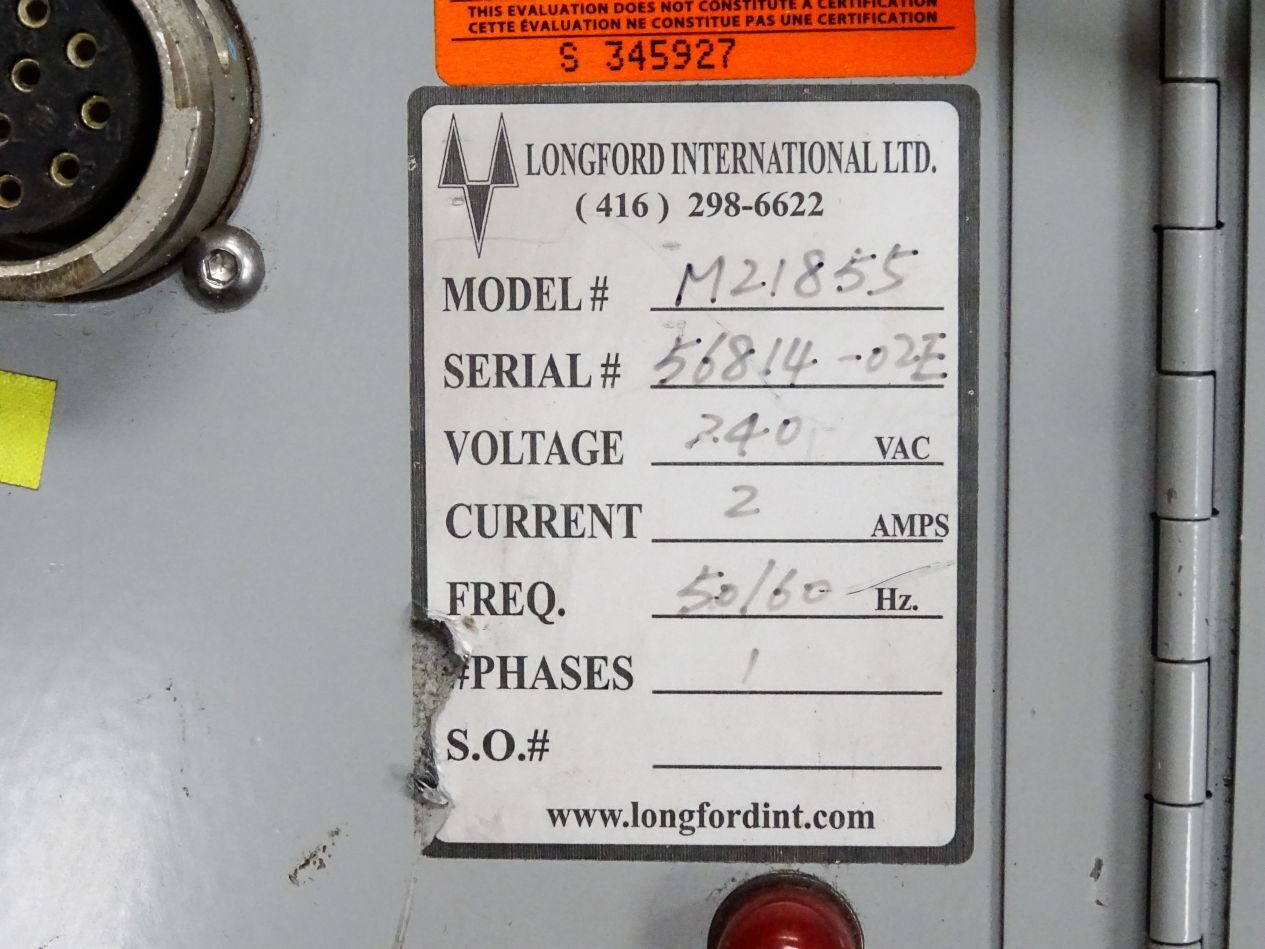 THIS EVALUATION DOES NOT CONSTITUTE A CERTIFICATION
CETTE ÉVALUATION NE CONSTITUE PAS UNE CERTIFICATION
S 345927
LONGFORD INTERNATIONAL LTD.
( 416 ) 298-6622
MODEL # M21855
SERIAL # 56814-02E
VOLTAGE 240 VAC
CURRENT 2 AMPS
FREQ. 50/60 Hz.
#PHASES 1
S.O.#
www.longfordint.com